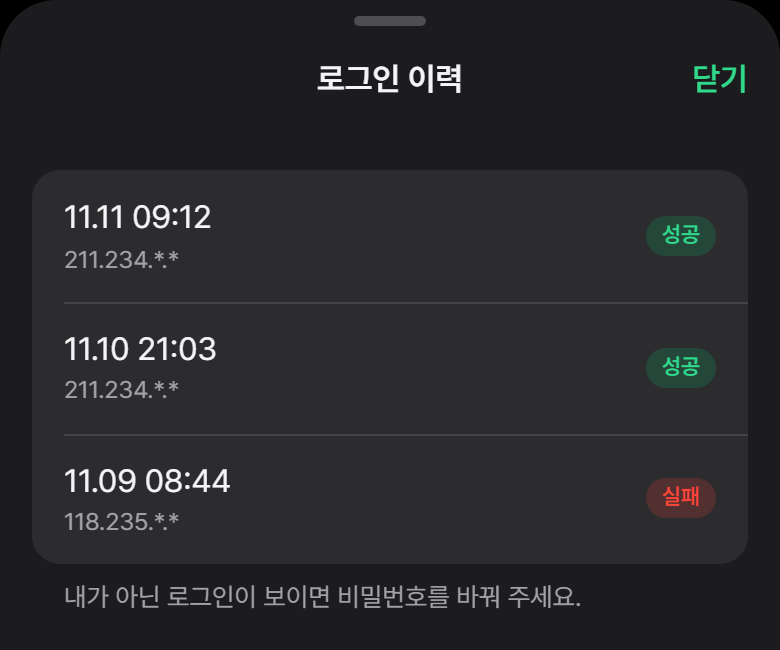 로그인 이력
닫기
11.11 09:12
211.234.*.*
성공
11.10 21:03
211.234.*.*
성공
11.09 08:44
118.235.*.*
실패
내가 아닌 로그인이 보이면 비밀번호를 바꿔 주세요.